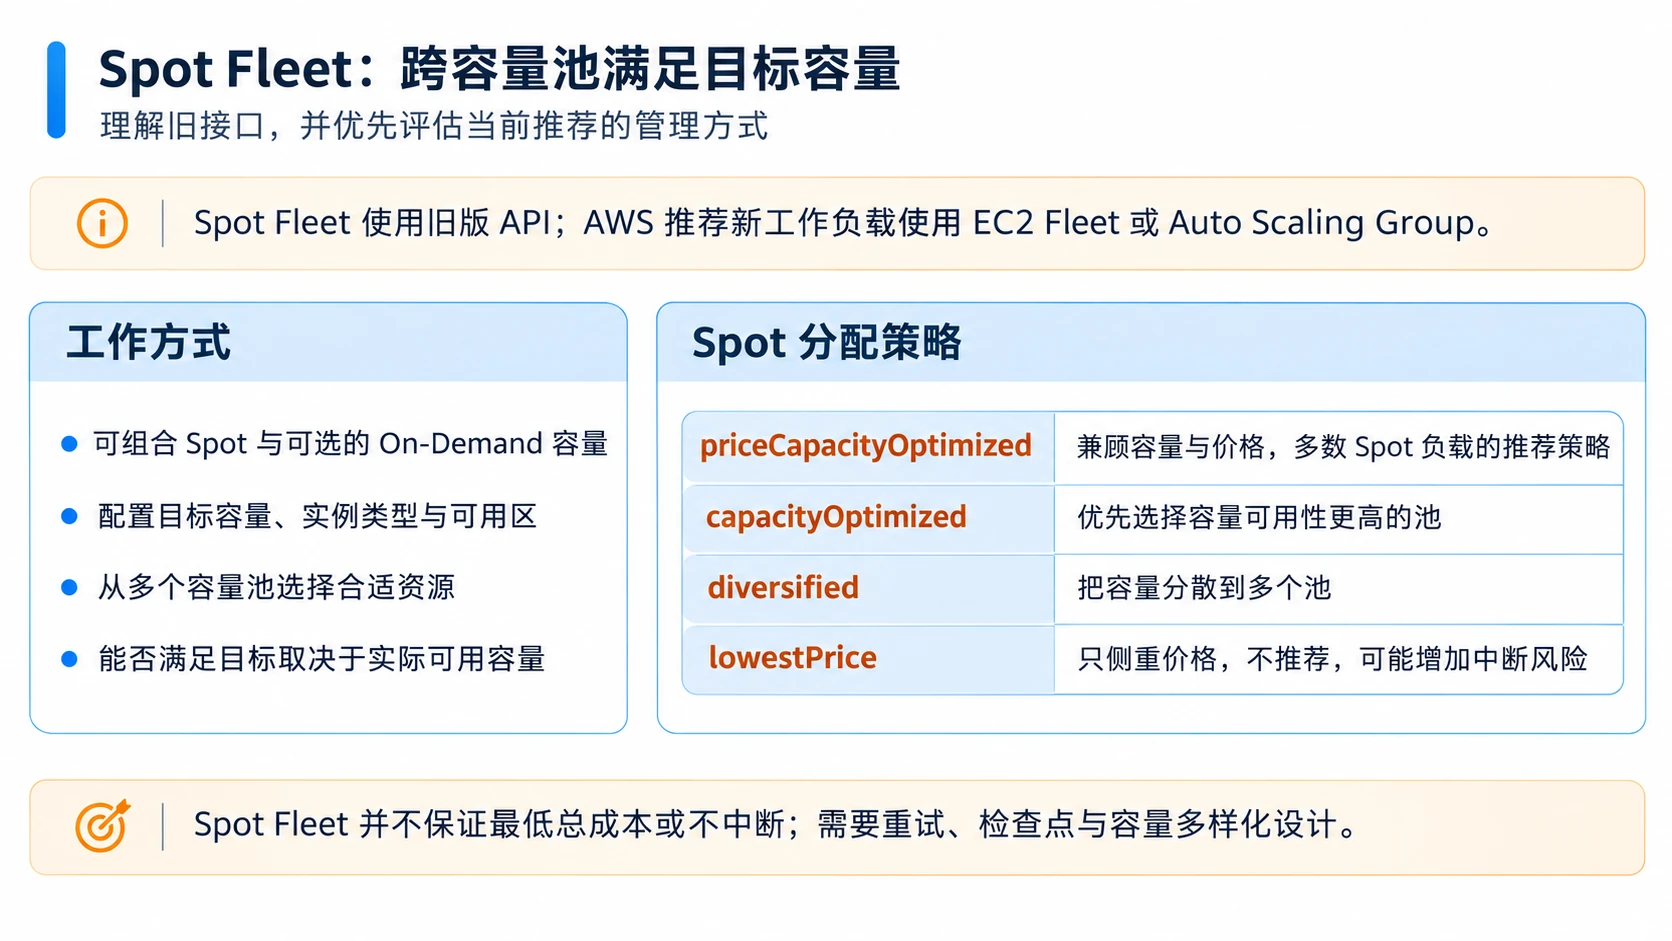 Spot Fleet：跨容量池满足目标容量
理解旧接口，并优先评估当前推荐的管理方式
Spot Fleet 使用旧版 API；AWS 推荐新工作负载使用 EC2 Fleet 或 Auto Scaling Group。
工作方式
可组合 Spot 与可选的 On-Demand 容量
配置目标容量、实例类型与可用区
从多个容量池选择合适资源
能否满足目标取决于实际可用容量
Spot 分配策略
priceCapacityOptimized 兼顾容量与价格，多数 Spot 负载的推荐策略
capacityOptimized 优先选择容量可用性更高的池
diversified 把容量分散到多个池
lowestPrice 只侧重价格，不推荐，可能增加中断风险
Spot Fleet 并不保证最低总成本或不中断；需要重试、检查点与容量多样化设计。